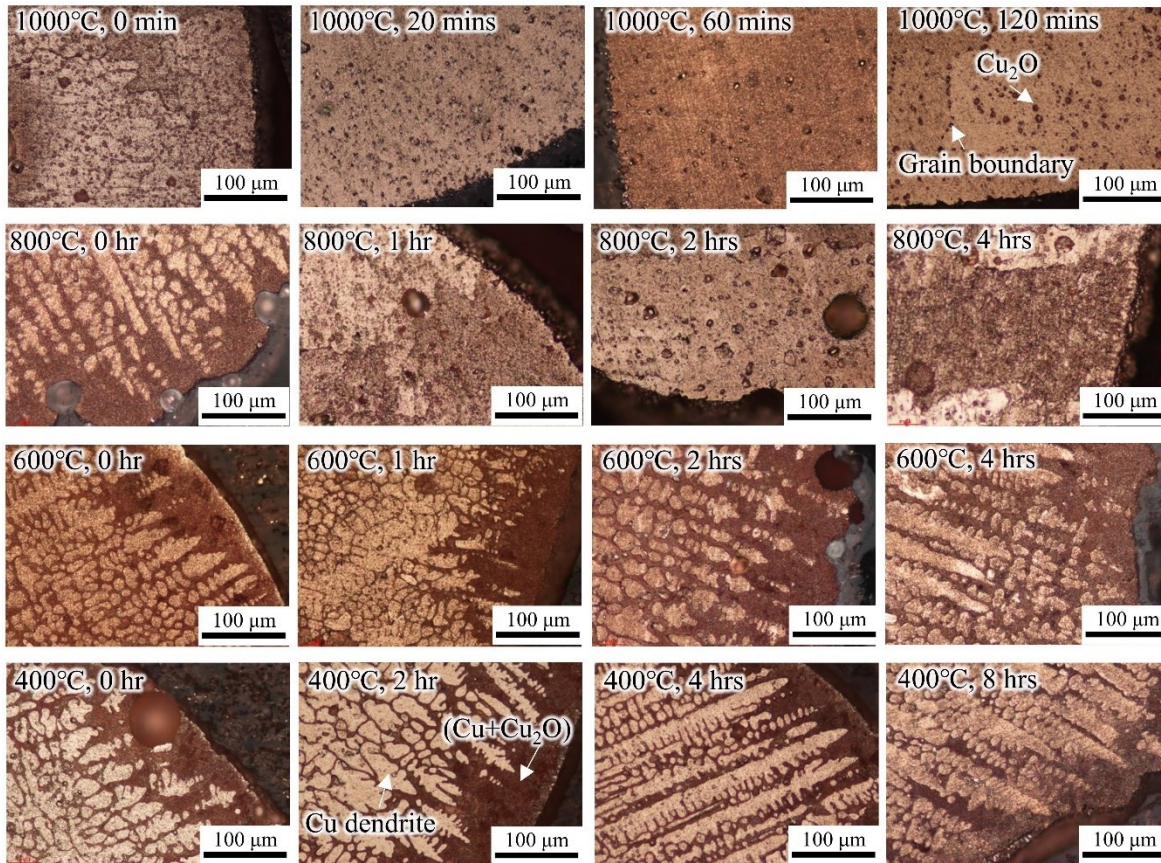 1000°C, 0 min
100 µm
1000°C, 20 mins
100 µm
1000°C, 60 mins
100 µm
1000°C, 120 mins
Cu₂O
Grain boundary
100 µm
800°C, 0 hr
100 µm
800°C, 1 hr
100 µm
800°C, 2 hrs
100 µm
800°C, 4 hrs
100 µm
600°C, 0 hr
100 µm
600°C, 1 hr
100 µm
600°C, 2 hrs
100 µm
600°C, 4 hrs
100 µm
400°C, 0 hr
100 µm
400°C, 2 hr
(Cu+Cu₂O)
Cu dendrite
100 µm
400°C, 4 hrs
100 µm
400°C, 8 hrs
100 µm